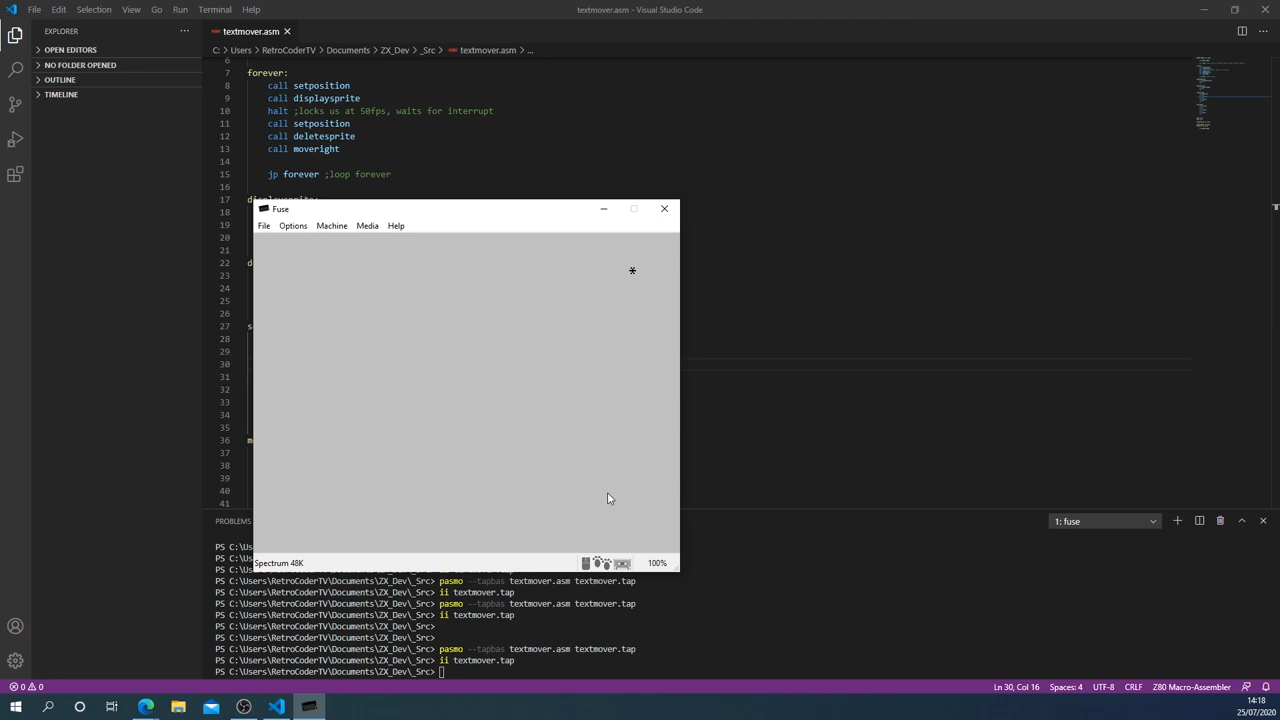 File Edit Selection View Go Run Terminal Help
textmover.asm - Visual Studio Code
EXPLORER
textmover.asm
C: > Users > RetroCoderTV > Documents > ZX_Dev > _Src > textmover.asm > ...
OPEN EDITORS
NO FOLDER OPENED
OUTLINE
TIMELINE
6
7 forever:
8 call setposition
9 call displaysprite
10 halt ;locks us at 50fps, waits for interrupt
11 call setposition
12 call deletesprite
13 call moveright
14
15 jp forever ;loop forever
16
17 displaysprite:
18
19
20
21
22 d
23
24
25
26
27 s
28
29
30
31
32
33
34
35
36 m
37
38
39
40
41
Fuse
File Options Machine Media Help
*
Spectrum 48K
100%
PROBLEMS
1: fuse
PS C:\Us
PS C:\Us
PS C:\Us
PS C:\Users\RetroCoderTV\Documents\ZX_Dev\_Src> pasmo --tapbas textmover.asm textmover.tap
PS C:\Users\RetroCoderTV\Documents\ZX_Dev\_Src> ii textmover.tap
PS C:\Users\RetroCoderTV\Documents\ZX_Dev\_Src> pasmo --tapbas textmover.asm textmover.tap
PS C:\Users\RetroCoderTV\Documents\ZX_Dev\_Src> ii textmover.tap
PS C:\Users\RetroCoderTV\Documents\ZX_Dev\_Src>
PS C:\Users\RetroCoderTV\Documents\ZX_Dev\_Src>
PS C:\Users\RetroCoderTV\Documents\ZX_Dev\_Src> pasmo --tapbas textmover.asm textmover.tap
PS C:\Users\RetroCoderTV\Documents\ZX_Dev\_Src> ii textmover.tap
PS C:\Users\RetroCoderTV\Documents\ZX_Dev\_Src>
0 0
Ln 30, Col 16 Spaces: 4 UTF-8 CRLF Z80 Macro-Assembler
14:18
25/07/2020